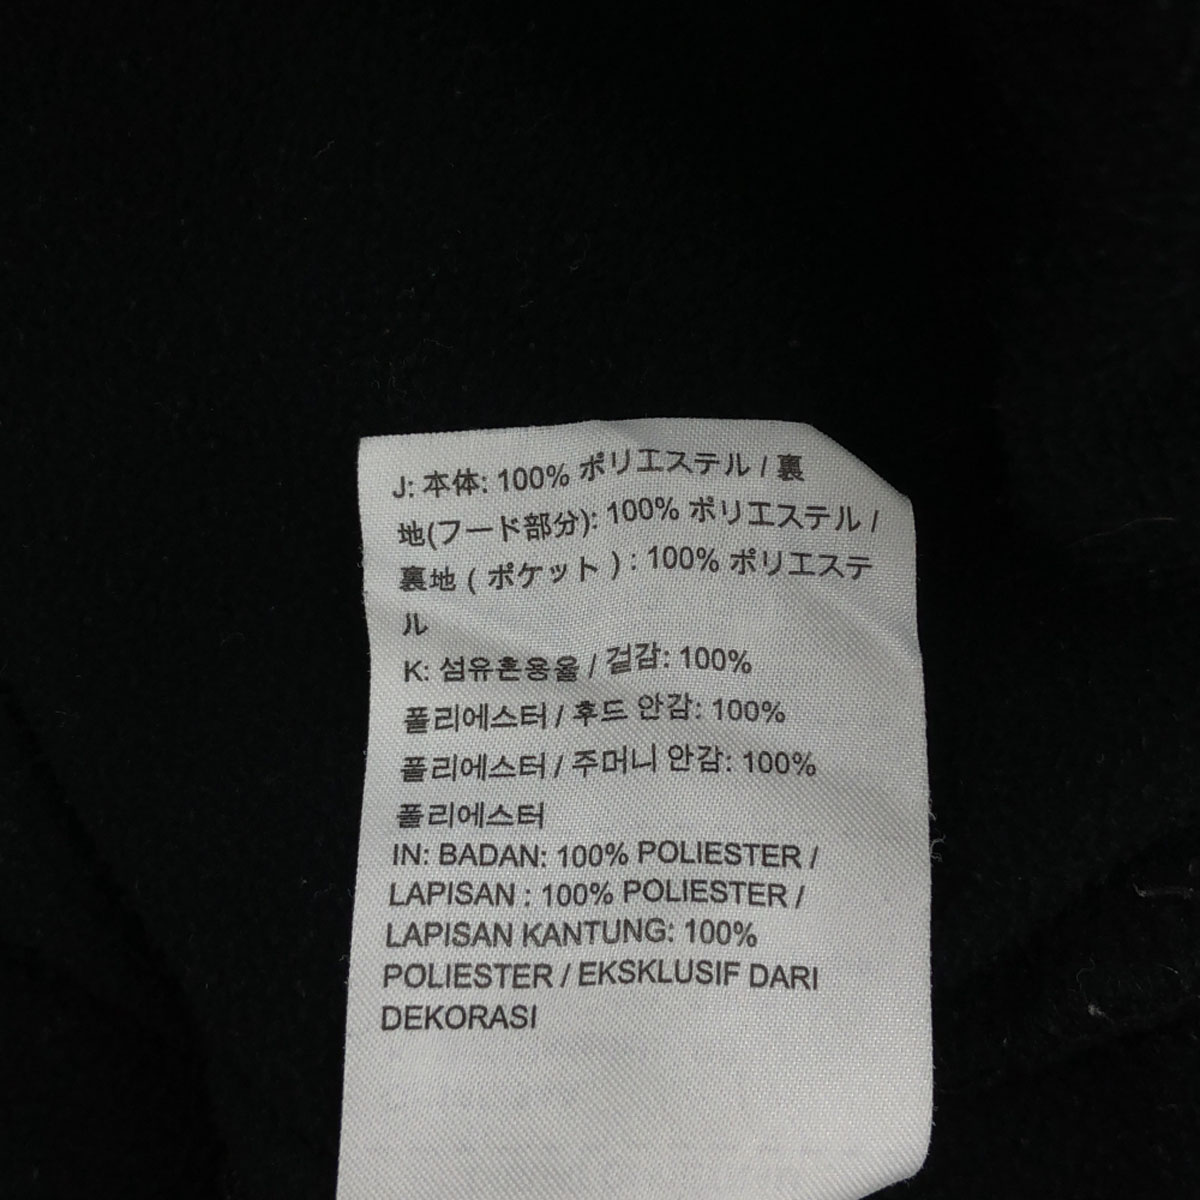 J: 本体: 100% ポリエステル / 裏
地(フード部分): 100% ポリエステル /
裏地 ( ポケット ) : 100% ポリエステ
ル
K: 섬유혼용율 / 겉감: 100%
폴리에스터 / 후드 안감: 100%
폴리에스터 / 주머니 안감: 100%
폴리에스터
IN: BADAN: 100% POLIESTER /
LAPISAN : 100% POLIESTER /
LAPISAN KANTUNG: 100%
POLIESTER / EKSKLUSIF DARI
DEKORASI